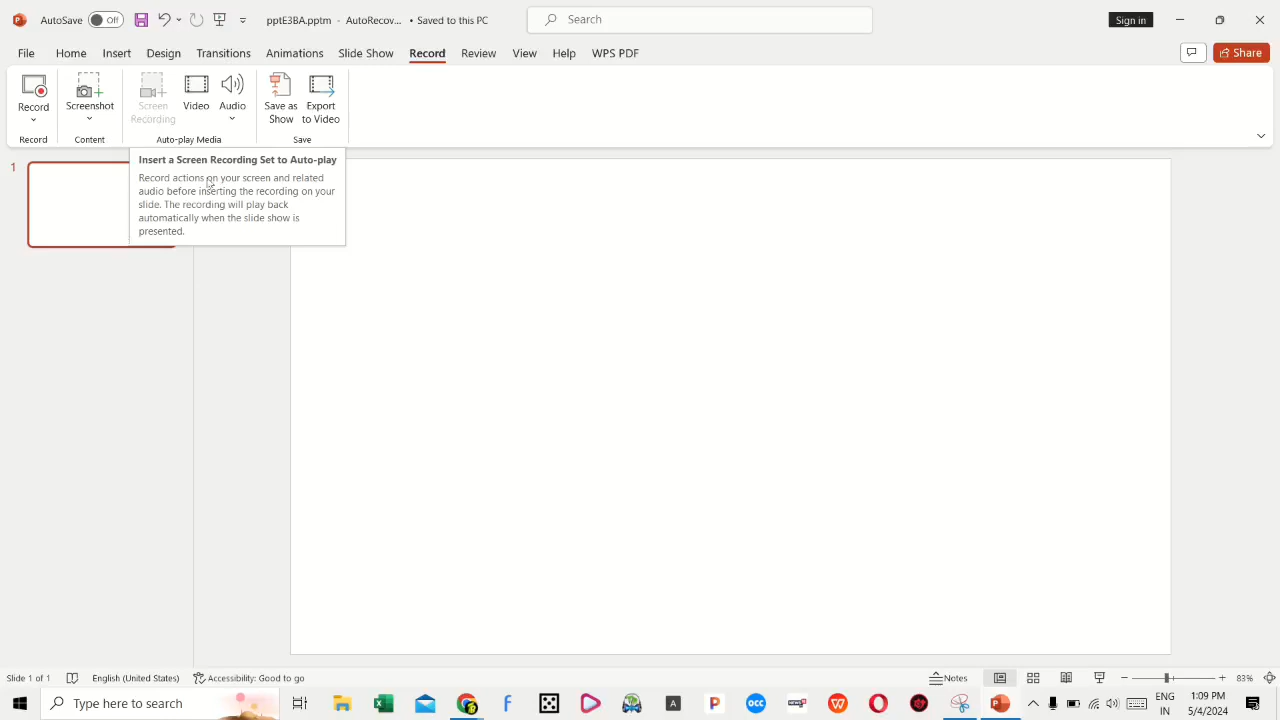 AutoSave Off pptE3BA.pptm - AutoRecov... • Saved to this PC Search Sign in
File Home Insert Design Transitions Animations Slide Show Record Review View Help WPS PDF Share
Record Screenshot Screen Recording Video Audio Save as Show Export to Video
Record Content Auto-play Media Save
1
Insert a Screen Recording Set to Auto-play
Record actions on your screen and related
audio before inserting the recording on your
slide. The recording will play back
automatically when the slide show is
presented.
Slide 1 of 1 English (United States) Accessibility: Good to go Notes 83%
Type here to search ENG 1:09 PM
IN 5/4/2024